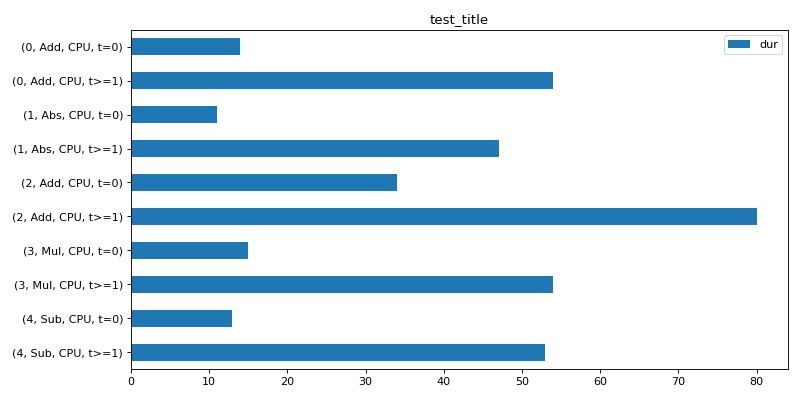 test_title
dur
(0, Add, CPU, t=0)
(0, Add, CPU, t>=1)
(1, Abs, CPU, t=0)
(1, Abs, CPU, t>=1)
(2, Add, CPU, t=0)
(2, Add, CPU, t>=1)
(3, Mul, CPU, t=0)
(3, Mul, CPU, t>=1)
(4, Sub, CPU, t=0)
(4, Sub, CPU, t>=1)
0 10 20 30 40 50 60 70 80